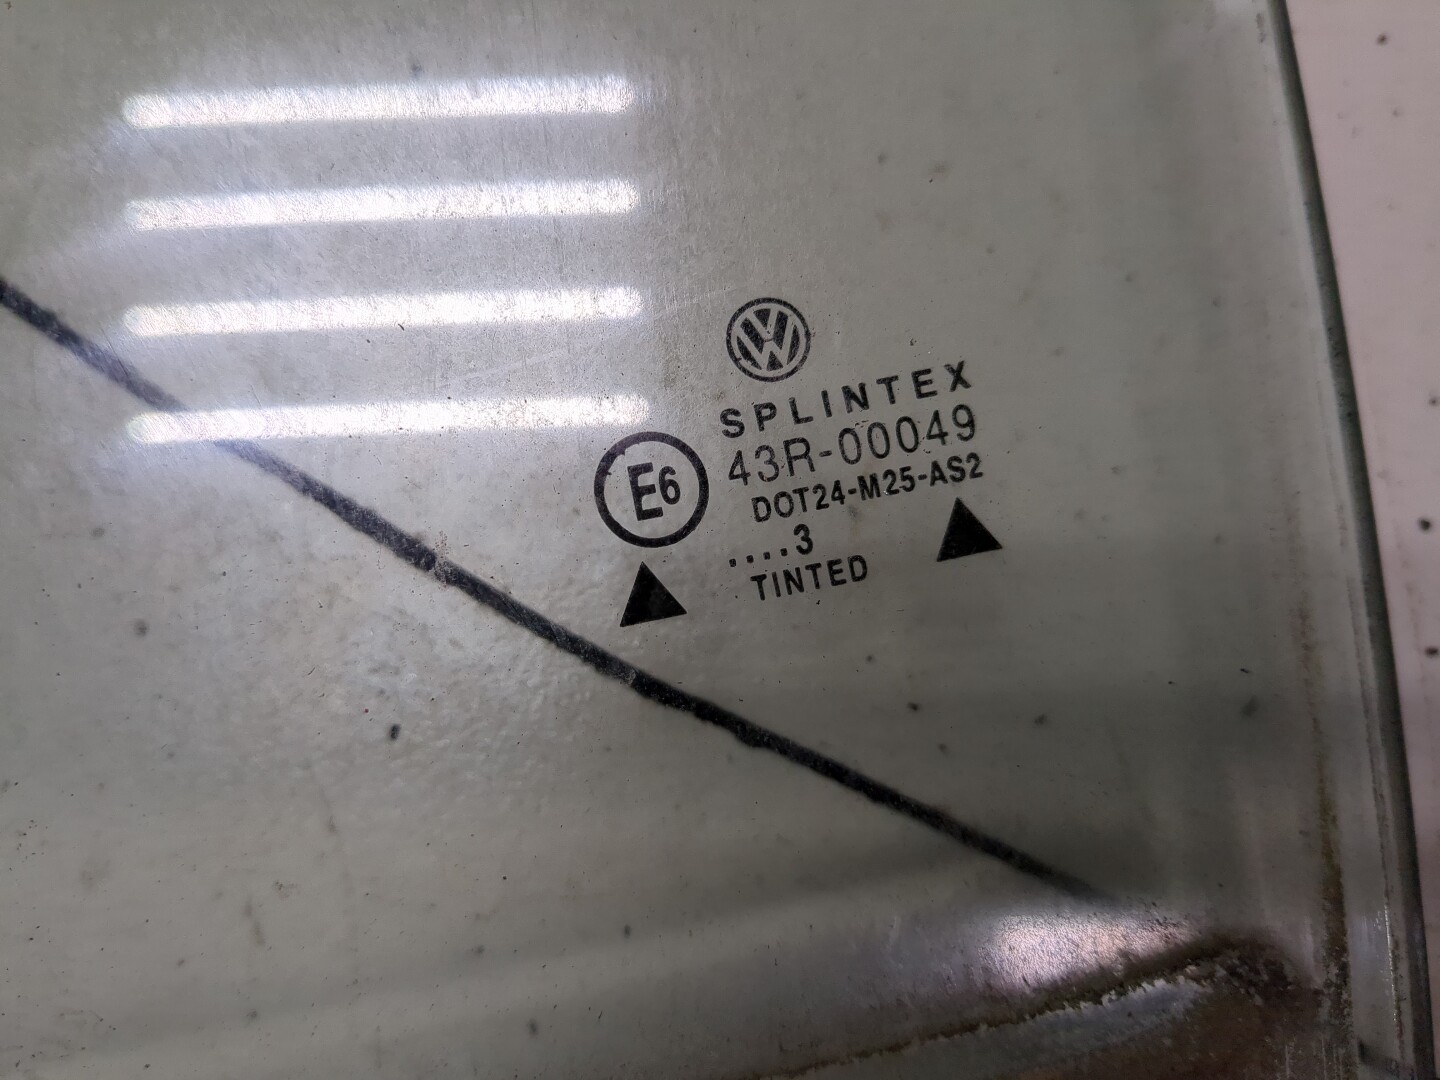 SPLINTEX
43R-00049
E6
DOT24-M25-AS2
....3
TINTED